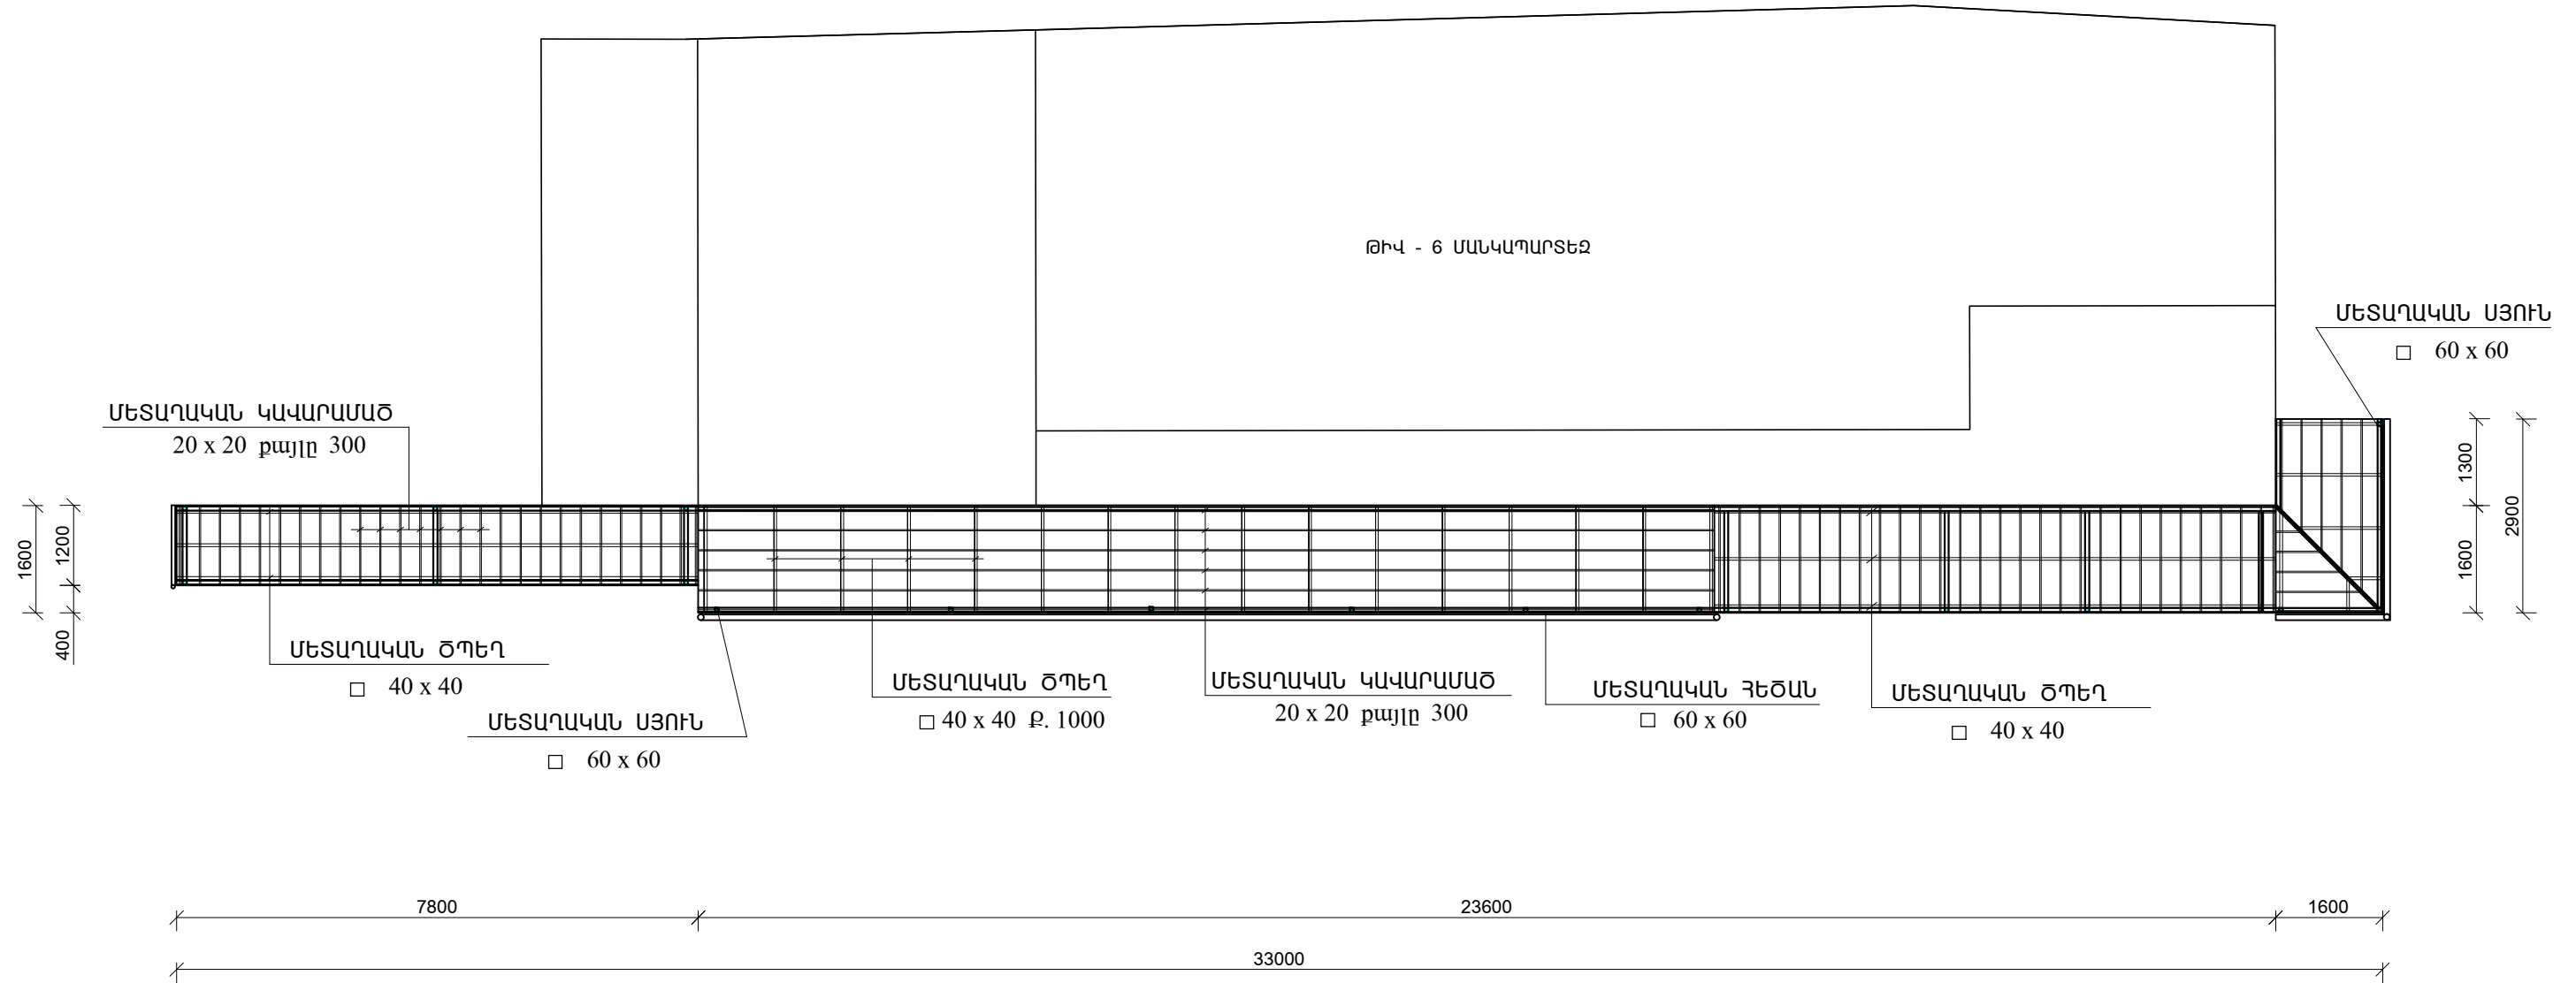 ԹԻՎ - 6 ՄԱՆԿԱՊԱՐՏԵԶ
ՄԵՏԱՂԱԿԱՆ ՍՅՈՒՆ
□ 60 x 60
ՄԵՏԱՂԱԿԱՆ ԿԱՎԱՐԱՄԱԾ
20 x 20 քայլը 300
1600
1200
400
1300
1600
2900
ՄԵՏԱՂԱԿԱՆ ԾՊԵՂ
□ 40 x 40
ՄԵՏԱՂԱԿԱՆ ՍՅՈՒՆ
□ 60 x 60
ՄԵՏԱՂԱԿԱՆ ԾՊԵՂ
□ 40 x 40 Ք. 1000
ՄԵՏԱՂԱԿԱՆ ԿԱՎԱՐԱՄԱԾ
20 x 20 քայլը 300
ՄԵՏԱՂԱԿԱՆ ՀԵԾԱՆ
□ 60 x 60
ՄԵՏԱՂԱԿԱՆ ԾՊԵՂ
□ 40 x 40
7800
23600
1600
33000